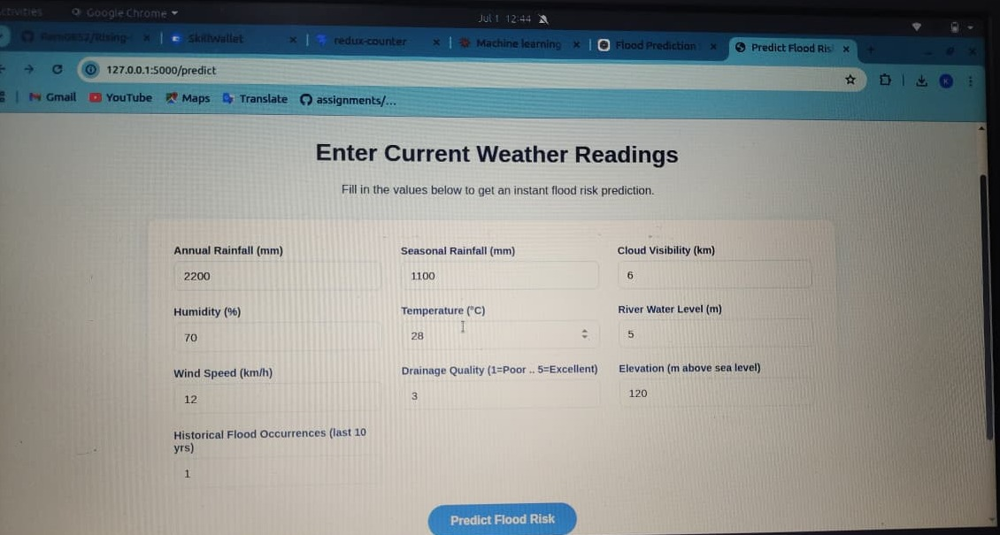 Google Chrome
Jul 1 12:44
SkillWallet
redux-counter
Machine learning
Flood Prediction
Predict Flood Ris
127.0.0.1:5000/predict
Gmail YouTube Maps Translate assignments/...
Enter Current Weather Readings
Fill in the values below to get an instant flood risk prediction.
Annual Rainfall (mm) Seasonal Rainfall (mm) Cloud Visibility (km)
2200 1100 6
Humidity (%) Temperature (°C) River Water Level (m)
70 28 5
Wind Speed (km/h) Drainage Quality (1=Poor .. 5=Excellent) Elevation (m above sea level)
12 3 120
Historical Flood Occurrences (last 10
yrs)
1
Predict Flood Risk